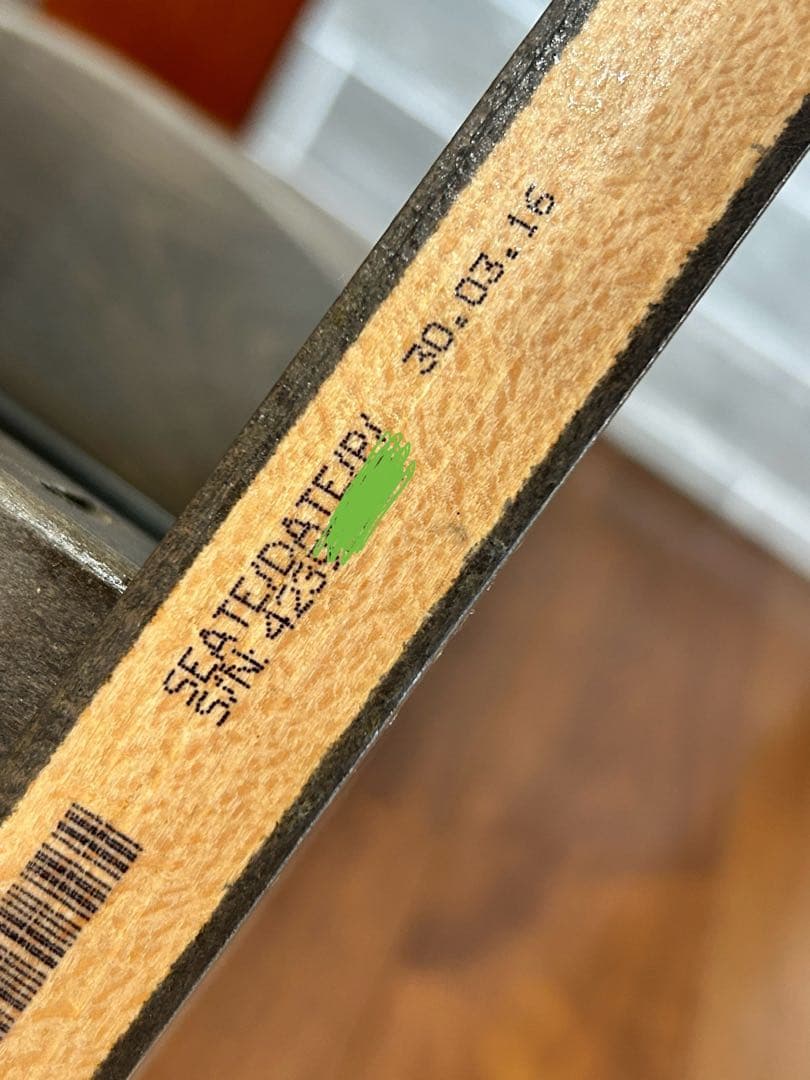 30.03.16
SEATE/DATE/P/
S/N: 423